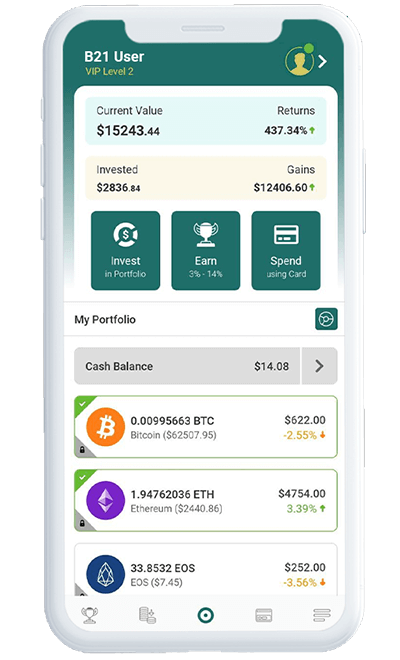 B21 User
VIP Level 2
Current Value Returns
$15243.44 437.34%
Invested Gains
$2836.84 $12406.60
Invest
in Portfolio
Earn
3% - 14%
Spend
using Card
My Portfolio
Cash Balance $14.08
0.00995663 BTC $622.00
Bitcoin ($62507.95) -2.55%
1.94762036 ETH $4754.00
Ethereum ($2440.86) 3.39%
33.8532 EOS $252.00
EOS ($7.45) -3.56%